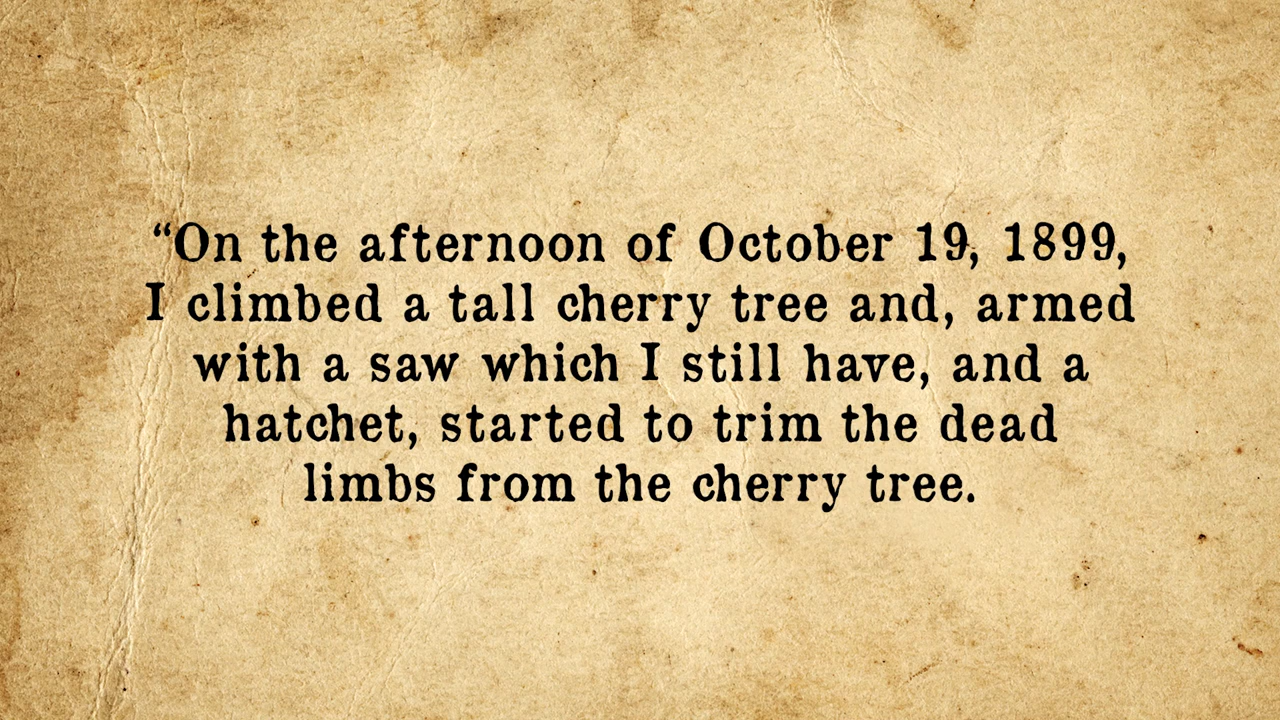 “On the afternoon of October 19, 1899,
I climbed a tall cherry tree and, armed
with a saw which I still have, and a
hatchet, started to trim the dead
limbs from the cherry tree.